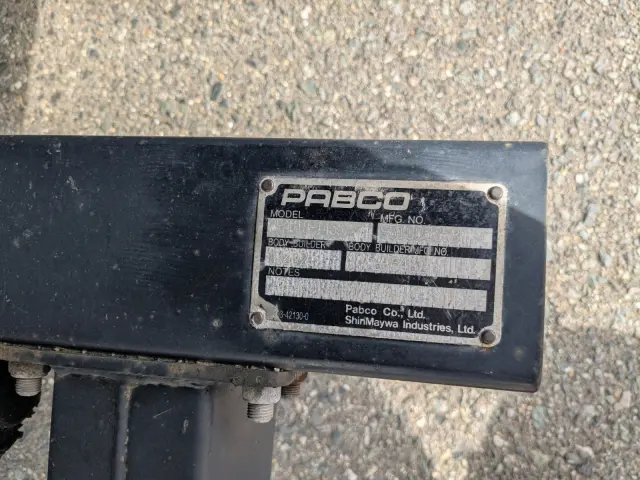 PABCO
MODEL MFG. NO.
BODY BUILDER BODY BUILDER MFG. NO.
NOTES
Pabco Co., Ltd.
ShinMaywa Industries, Ltd.